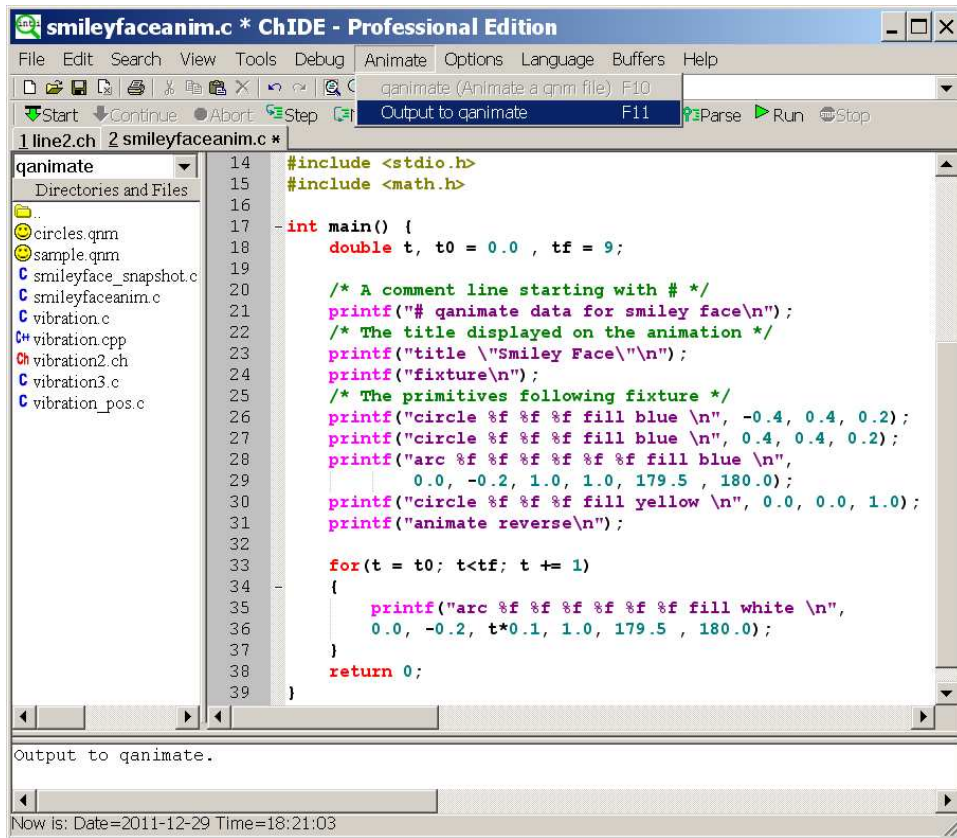 smileyfaceanim.c * ChIDE - Professional Edition
File Edit Search View Tools Debug Animate Options Language Buffers Help
qanimate (Animate a qnm file) F10
Start Continue Abort Step Output to qanimate F11 Parse Run Stop
1 line2.ch 2 smileyfaceanim.c *
qanimate
Directories and Files
..
circles.qnm
sample.qnm
C smileyface_snapshot.c
C smileyfaceanim.c
C vibration.c
C++ vibration.cpp
Ch vibration2.ch
C vibration3.c
C vibration_pos.c
14 #include <stdio.h>
15 #include <math.h>
16
17 int main() {
18 double t, t0 = 0.0 , tf = 9;
19
20 /* A comment line starting with # */
21 printf("# qanimate data for smiley face\n");
22 /* The title displayed on the animation */
23 printf("title \"Smiley Face\"\n");
24 printf("fixture\n");
25 /* The primitives following fixture */
26 printf("circle %f %f %f fill blue \n", -0.4, 0.4, 0.2);
27 printf("circle %f %f %f fill blue \n", 0.4, 0.4, 0.2);
28 printf("arc %f %f %f %f %f %f fill blue \n",
29 0.0, -0.2, 1.0, 1.0, 179.5 , 180.0);
30 printf("circle %f %f %f fill yellow \n", 0.0, 0.0, 1.0);
31 printf("animate reverse\n");
32
33 for(t = t0; t<tf; t += 1)
34 {
35 printf("arc %f %f %f %f %f %f fill white \n",
36 0.0, -0.2, t*0.1, 1.0, 179.5 , 180.0);
37 }
38 return 0;
39 }
Output to qanimate.
Now is: Date=2011-12-29 Time=18:21:03